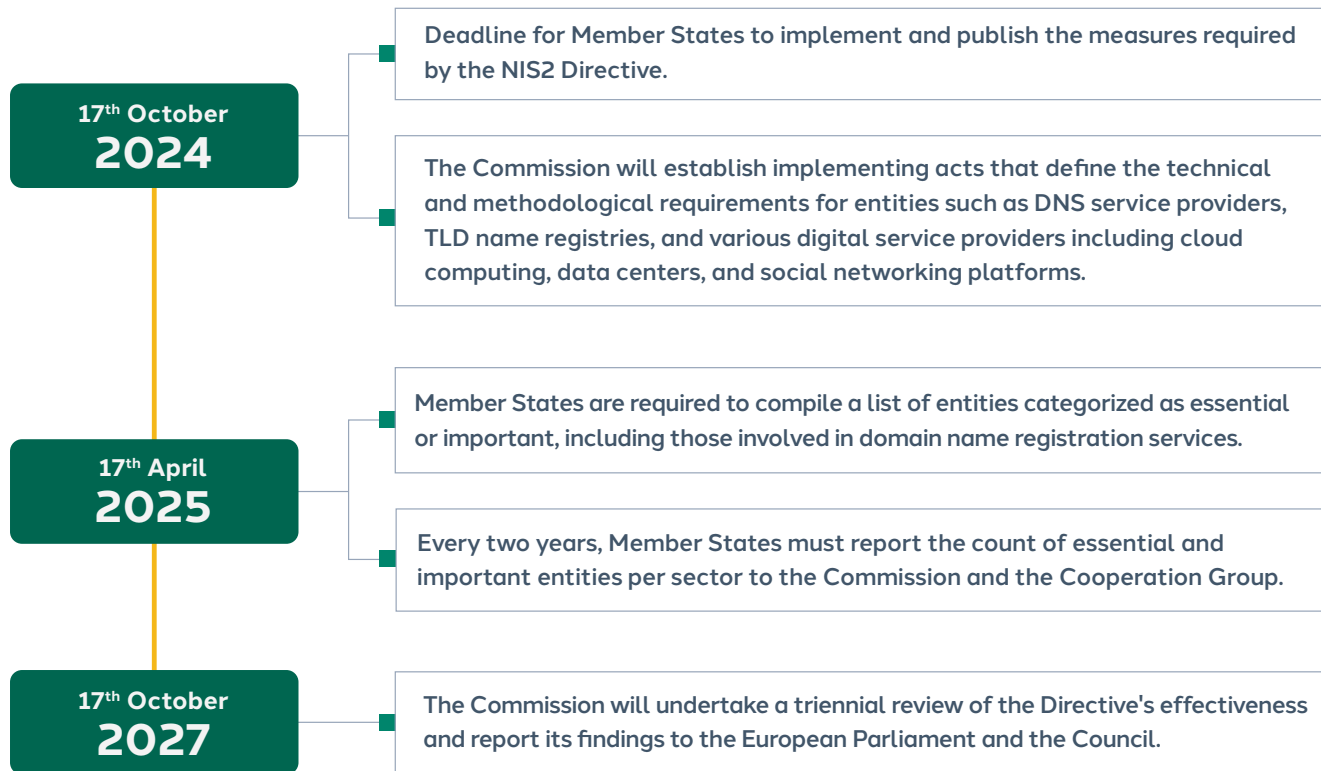 17th October
2024
Deadline for Member States to implement and publish the measures required
by the NIS2 Directive.
The Commission will establish implementing acts that define the technical
and methodological requirements for entities such as DNS service providers,
TLD name registries, and various digital service providers including cloud
computing, data centers, and social networking platforms.
17th April
2025
Member States are required to compile a list of entities categorized as essential
or important, including those involved in domain name registration services.
Every two years, Member States must report the count of essential and
important entities per sector to the Commission and the Cooperation Group.
17th October
2027
The Commission will undertake a triennial review of the Directive's effectiveness
and report its findings to the European Parliament and the Council.